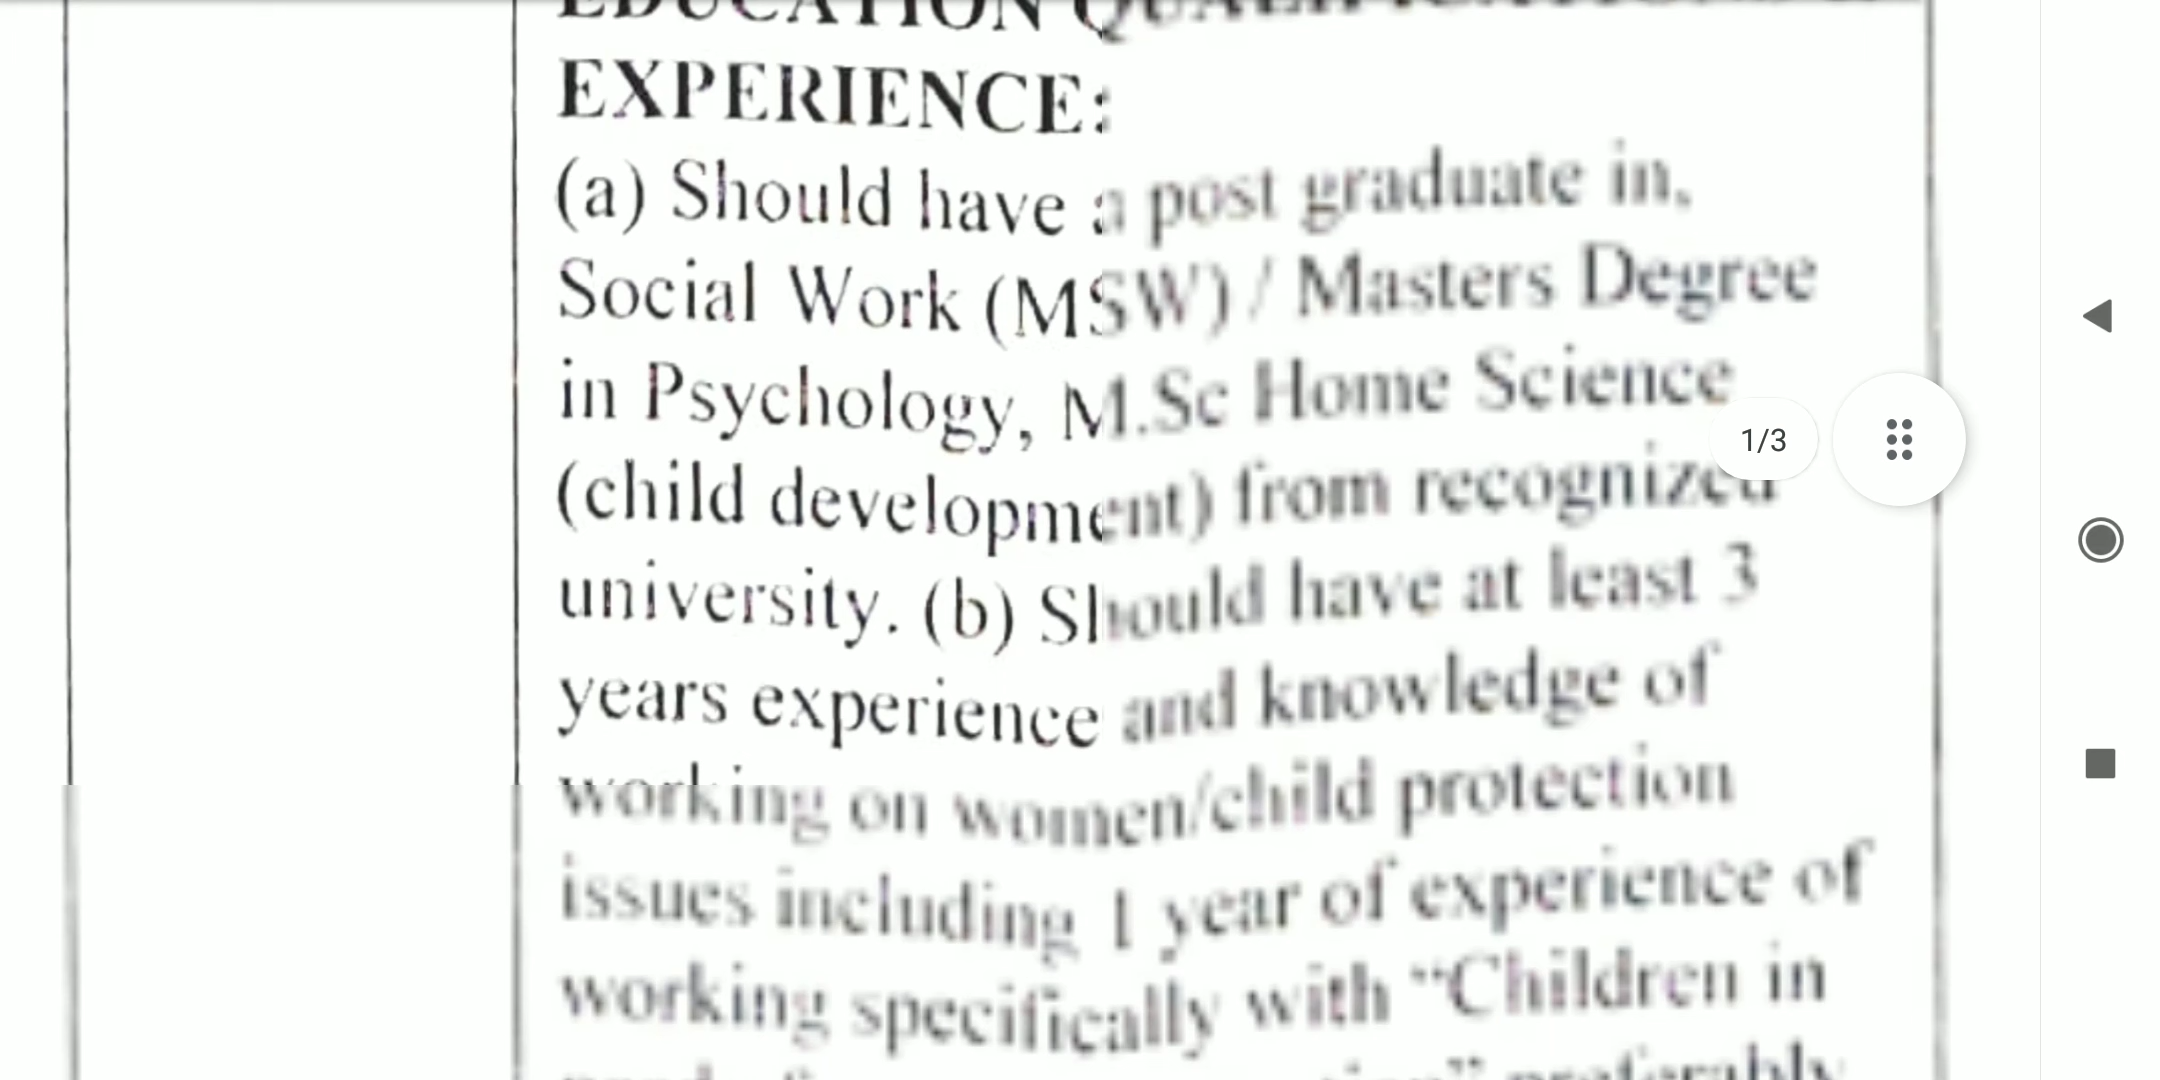 EDUCATION
EXPERIENCE:
(a) Should have a post graduate in,
Social Work (MSW) / Masters Degree
in Psychology, M.Sc Home Science
(child development) from recognized
1/3
university. (b) Should have at least 3
years experience and knowledge of
working on women/child protection
issues including 1 year of experience of
working specifically with “Children in
preferably